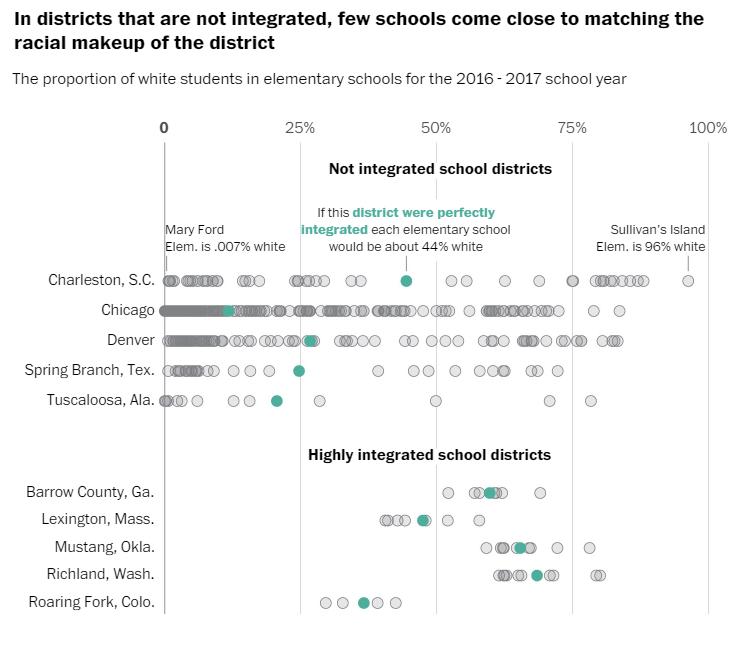 In districts that are not integrated, few schools come close to matching the
racial makeup of the district
The proportion of white students in elementary schools for the 2016 - 2017 school year
0 25% 50% 75% 100%
Not integrated school districts
If this district were perfectly
integrated each elementary school
would be about 44% white
Mary Ford
Elem. is .007% white
Sullivan's Island
Elem. is 96% white
Charleston, S.C.
Chicago
Denver
Spring Branch, Tex.
Tuscaloosa, Ala.
Highly integrated school districts
Barrow County, Ga.
Lexington, Mass.
Mustang, Okla.
Richland, Wash.
Roaring Fork, Colo.